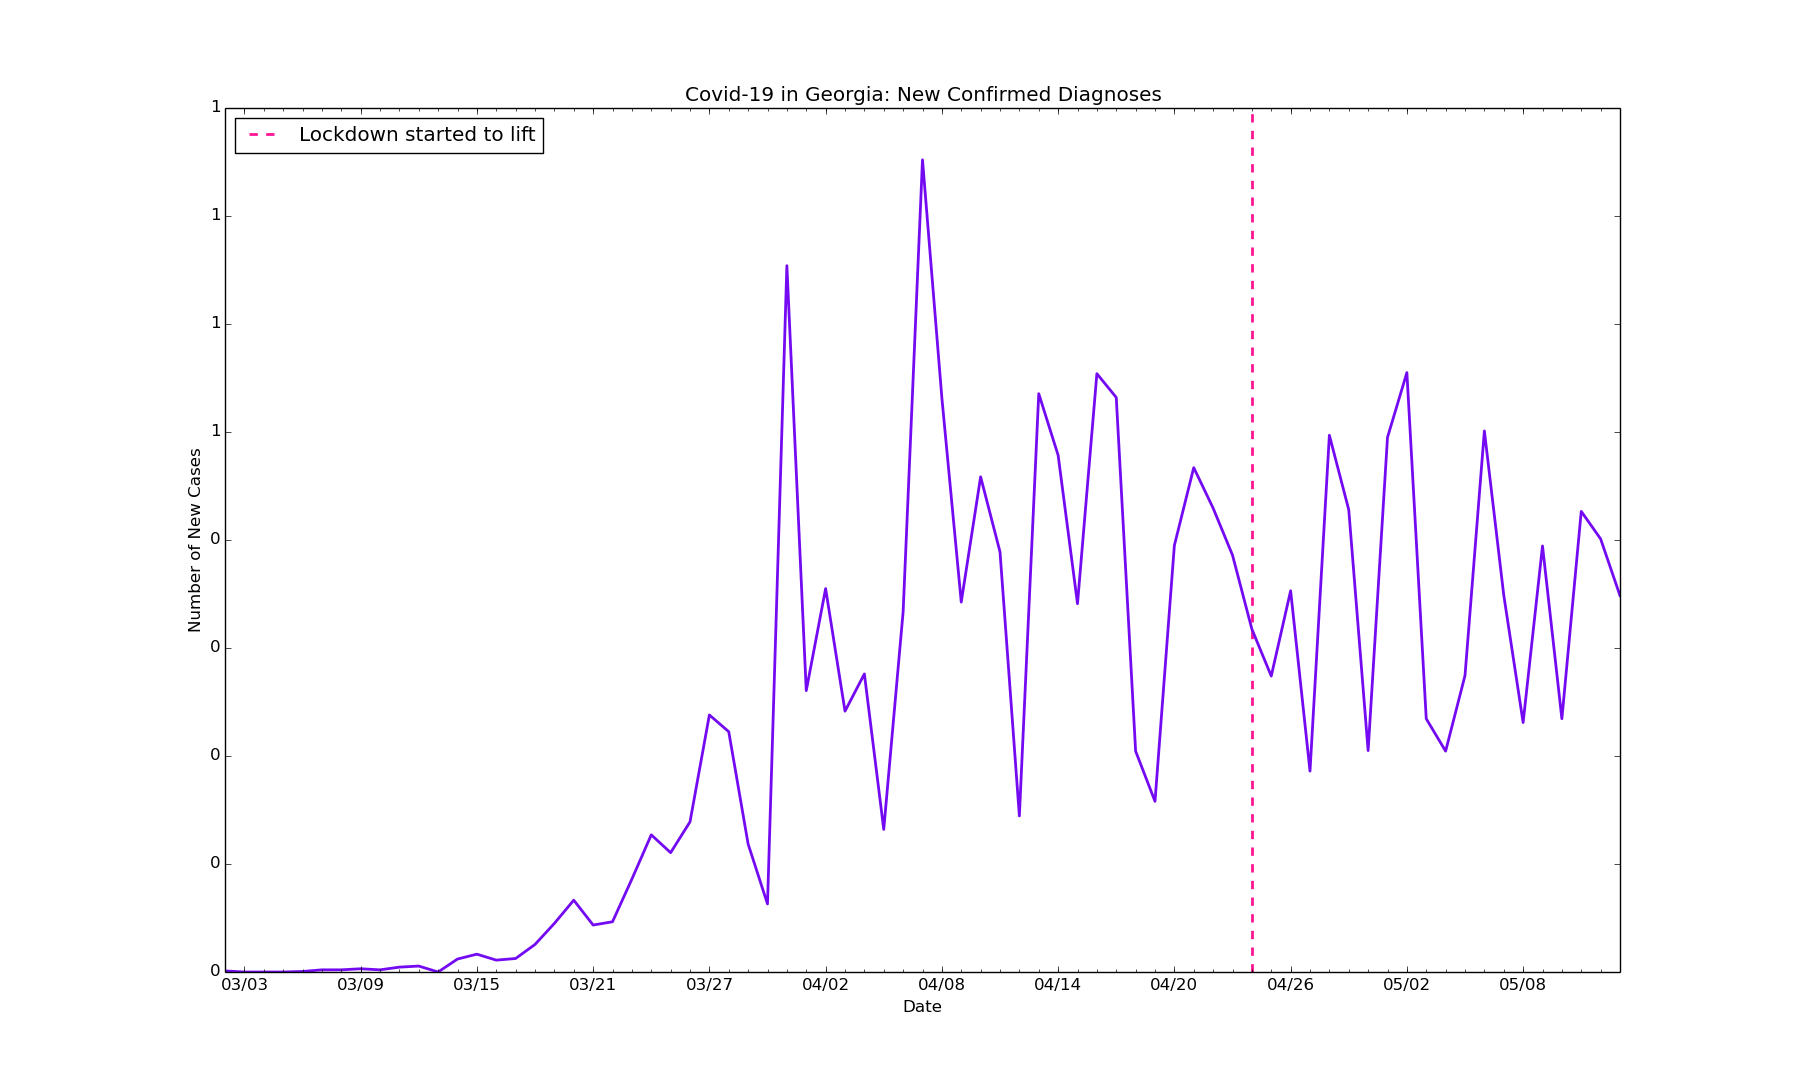 Covid-19 in Georgia: New Confirmed Diagnoses
Lockdown started to lift
1
1
1
1
0
0
0
0
0
Number of New Cases
03/03 03/09 03/15 03/21 03/27 04/02 04/08 04/14 04/20 04/26 05/02 05/08
Date